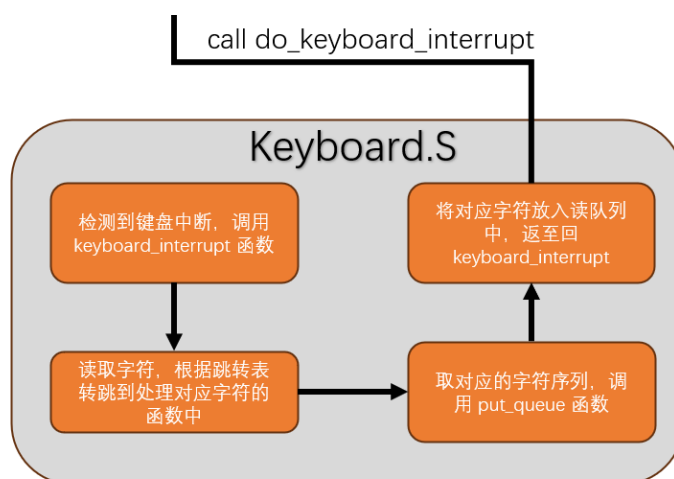 call do_keyboard_interrupt
Keyboard.S
检测到键盘中断，调用
keyboard_interrupt 函数
将对应字符放入读队列
中，返至回
keyboard_interrupt
读取字符，根据跳转表
转跳到处理对应字符的
函数中
取对应的字符序列，调
用 put_queue 函数